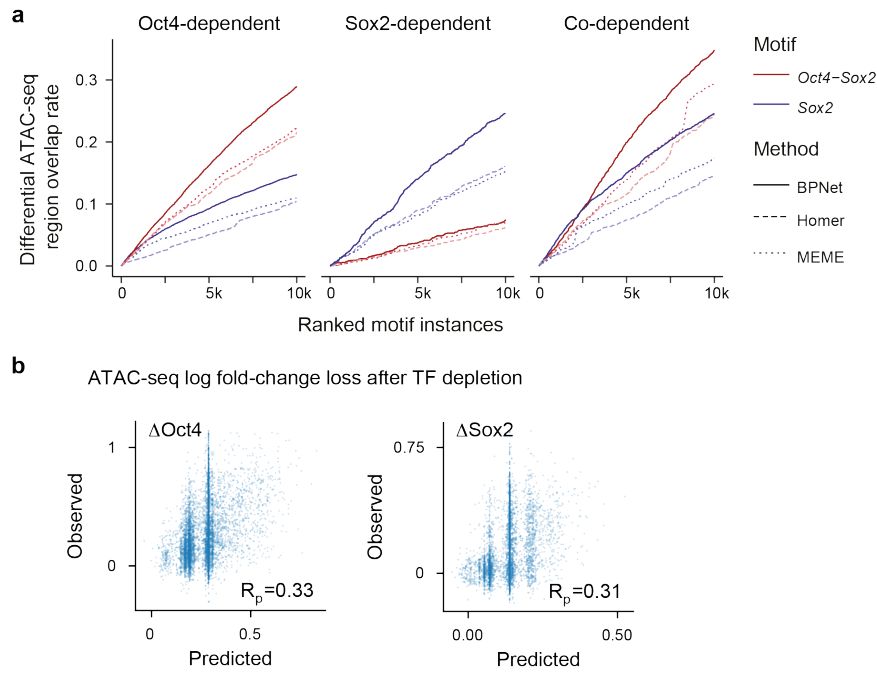 a
Oct4-dependent
Sox2-dependent
Co-dependent
Differential ATAC-seq
region overlap rate
0.3
0.2
0.1
0.0
0
5k
10k
0
5k
10k
0
5k
10k
Ranked motif instances
Motif
Oct4−Sox2
Sox2
Method
BPNet
Homer
MEME
b
ATAC-seq log fold-change loss after TF depletion
ΔOct4
Observed
1
0
Rp=0.33
0
0.5
Predicted
ΔSox2
Observed
0.75
0
Rp=0.31
0.00
0.50
Predicted